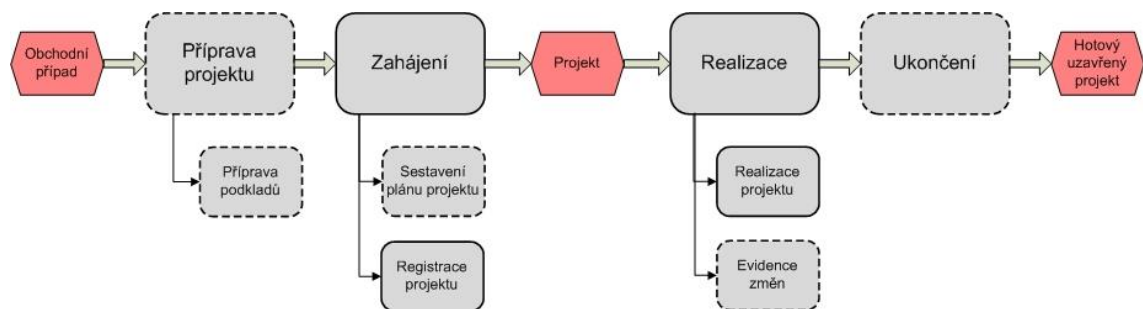 Obchodní
případ
Příprava
projektu
Zahájení
Projekt
Realizace
Ukončení
Hotový
uzavřený
projekt
Příprava
podkladů
Sestavení
plánu projektu
Realizace
projektu
Registrace
projektu
Evidence
změn